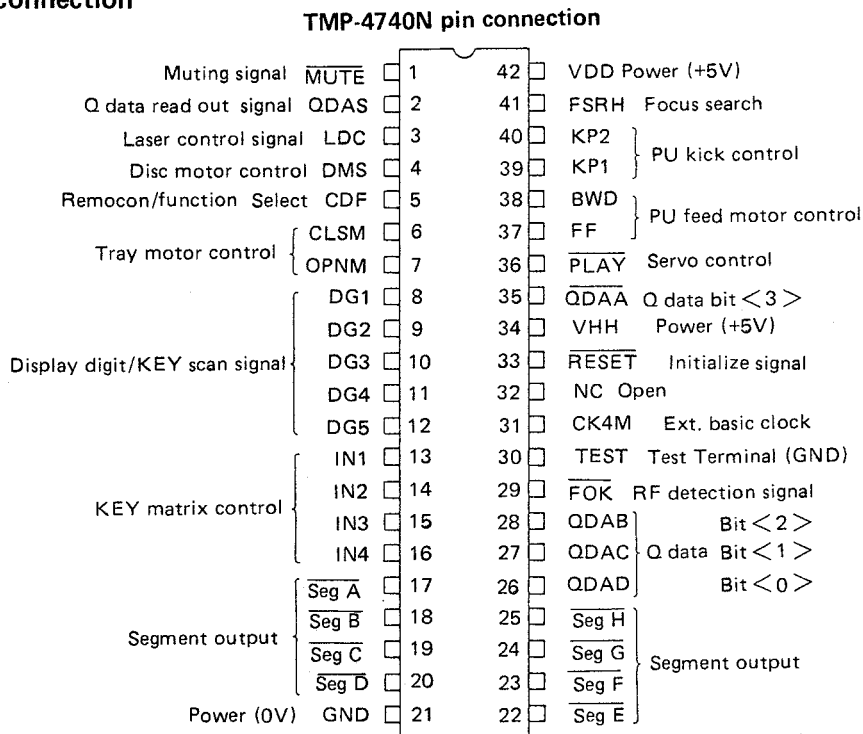 connection
TMP-4740N pin connection
Muting signal MUTE 1 42 VDD Power (+5V)
Q data read out signal QDAS 2 41 FSRH Focus search
Laser control signal LDC 3 40 KP2
PU kick control
Disc motor control DMS 4 39 KP1
Remocon/function Select CDF 5 38 BWD
PU feed motor control
CLSM 6 37 FF
Tray motor control
OPNM 7 36 PLAY Servo control
DG1 8 35 QDAA Q data bit <3>
DG2 9 34 VHH Power (+5V)
Display digit/KEY scan signal DG3 10 33 RESET Initialize signal
DG4 11 32 NC Open
DG5 12 31 CK4M Ext. basic clock
IN1 13 30 TEST Test Terminal (GND)
IN2 14 29 FOK RF detection signal
KEY matrix control
IN3 15 28 QDAB Bit <2>
IN4 16 27 QDAC Q data Bit <1>
Seg A 17 26 QDAD Bit <0>
Seg B 18 25 Seg H
Segment output
Seg C 19 24 Seg G
Segment output
Seg D 20 23 Seg F
Power (0V) GND 21 22 Seg E